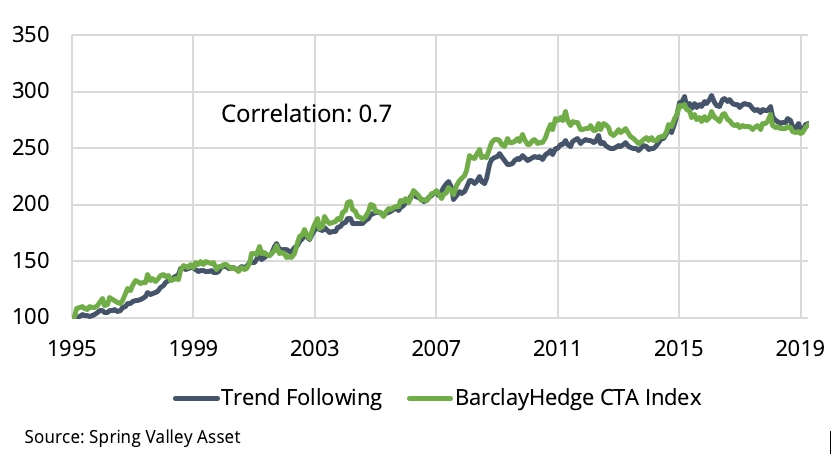 350
300
Correlation: 0.7
250
200
150
100
1995 1999 2003 2007 2011 2015 2019
Trend Following BarclayHedge CTA Index
Source: Spring Valley Asset